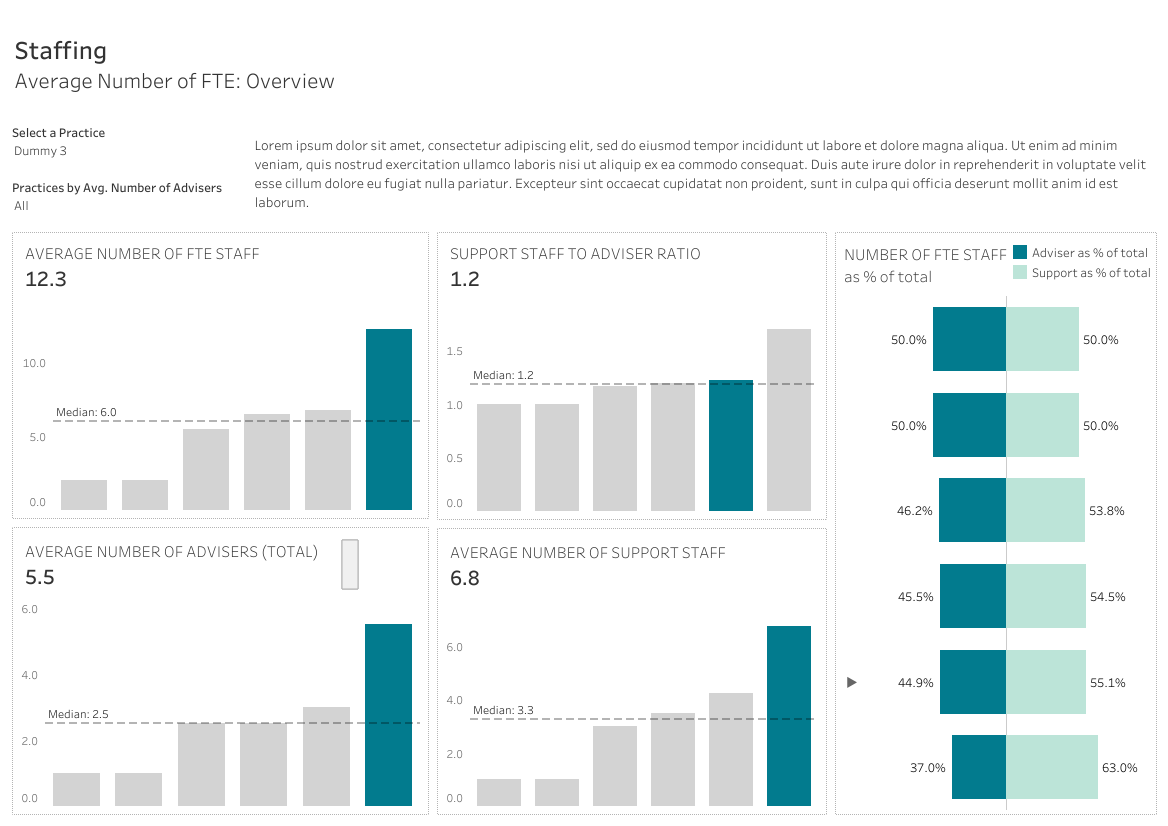 Staffing
Average Number of FTE: Overview
Select a Practice
Dummy 3
Practices by Avg. Number of Advisers
All
Lorem ipsum dolor sit amet, consectetur adipiscing elit, sed do eiusmod tempor incididunt ut labore et dolore magna aliqua. Ut enim ad minim
veniam, quis nostrud exercitation ullamco laboris nisi ut aliquip ex ea commodo consequat. Duis aute irure dolor in reprehenderit in voluptate velit
esse cillum dolore eu fugiat nulla pariatur. Excepteur sint occaecat cupidatat non proident, sunt in culpa qui officia deserunt mollit anim id est
laborum.
AVERAGE NUMBER OF FTE STAFF
12.3
10.0
Median: 6.0
5.0
0.0
SUPPORT STAFF TO ADVISER RATIO
1.2
1.5
Median: 1.2
1.0
0.5
0.0
AVERAGE NUMBER OF ADVISERS (TOTAL)
5.5
6.0
4.0
Median: 2.5
2.0
0.0
AVERAGE NUMBER OF SUPPORT STAFF
6.8
6.0
4.0
Median: 3.3
2.0
0.0
NUMBER OF FTE STAFF
as % of total
Adviser as % of total
Support as % of total
50.0% 50.0%
50.0% 50.0%
46.2% 53.8%
45.5% 54.5%
44.9% 55.1%
37.0% 63.0%